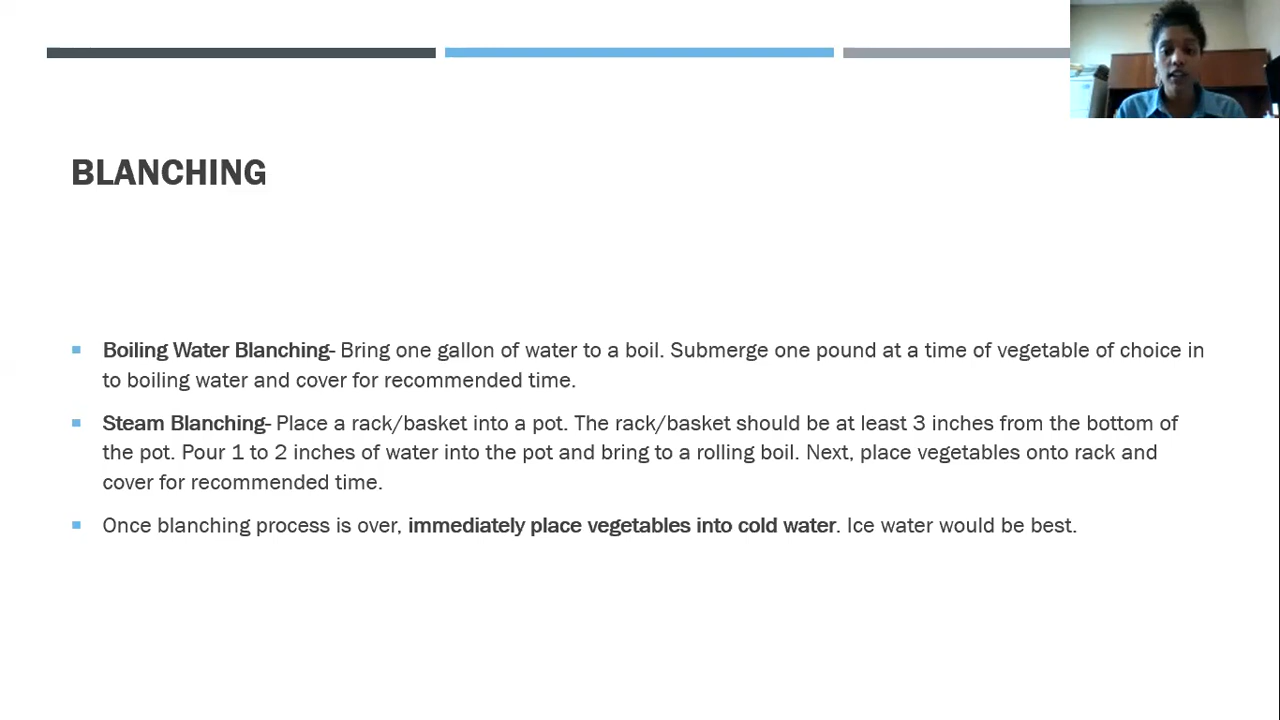 BLANCHING
Boiling Water Blanching- Bring one gallon of water to a boil. Submerge one pound at a time of vegetable of choice in
to boiling water and cover for recommended time.
Steam Blanching- Place a rack/basket into a pot. The rack/basket should be at least 3 inches from the bottom of
the pot. Pour 1 to 2 inches of water into the pot and bring to a rolling boil. Next, place vegetables onto rack and
cover for recommended time.
Once blanching process is over, immediately place vegetables into cold water. Ice water would be best.